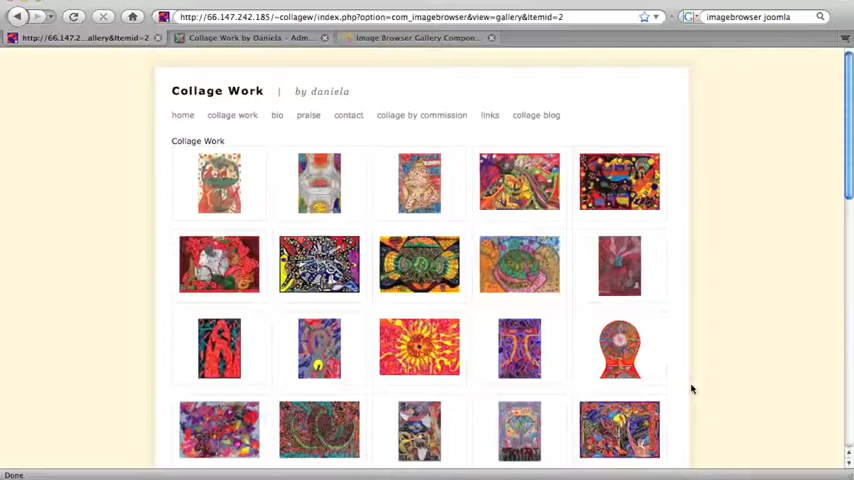 http://66.147.242.185/~collagew/index.php?option=com_imagebrowser&view=gallery&Itemid=2
imagebrowser joomla
http://66.147.2...allery&Itemid=2
Collage Work by Daniela – Adm...
Image Browser Gallery Compon...
Collage Work | by daniela
home collage work bio praise contact collage by commission links collage blog
Collage Work
Done